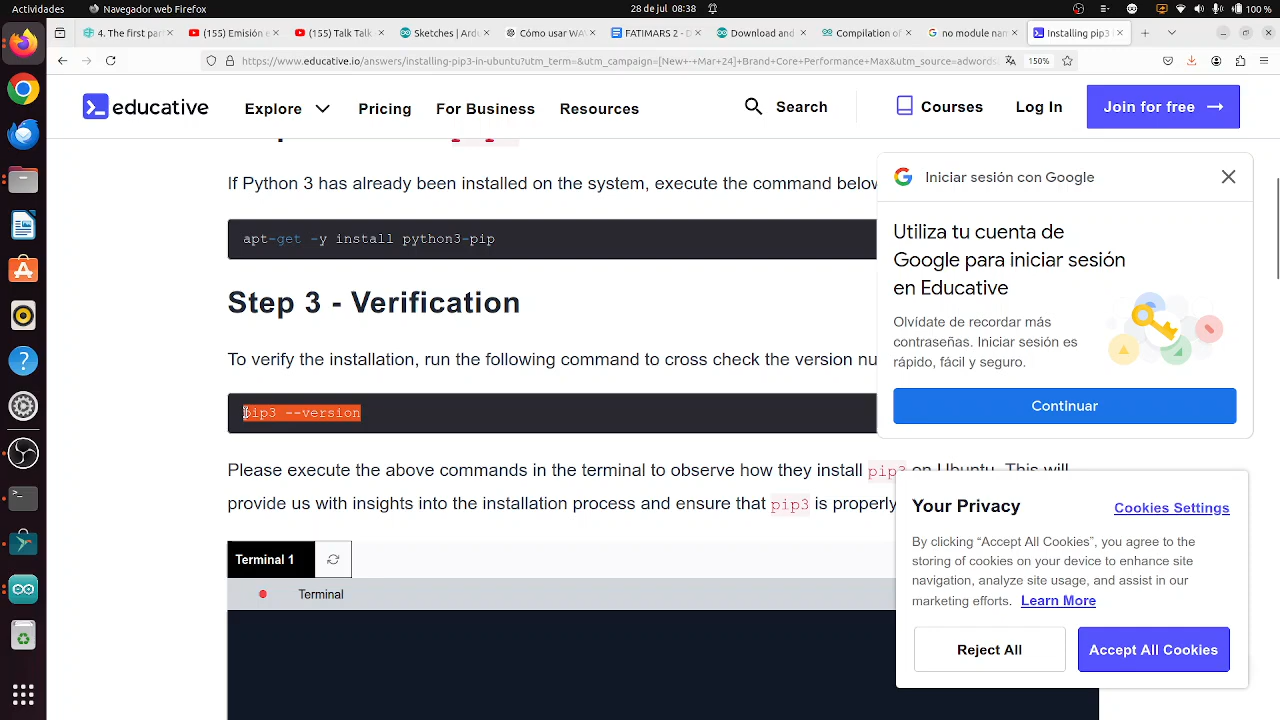 Actividades
Navegador web Firefox
28 de jul 08:38
100 %
4. The first par
(155) Emisión e
(155) Talk Talk
Sketches | Ardu
Cómo usar WAV
FATIMARS 2 - D
Download and
Compilation of
no module nam
Installing pip3
https://www.educative.io/answers/installing-pip3-in-ubuntu?utm_term=&utm_campaign=[New+-+Mar+24]+Brand+Core+Performance+Max&utm_source=adwords
150%
educative
Explore
Pricing
For Business
Resources
Search
Courses
Log In
Join for free
If Python 3 has already been installed on the system, execute the command below
apt-get -y install python3-pip
Step 3 - Verification
To verify the installation, run the following command to cross check the version nu
pip3 --version
Please execute the above commands in the terminal to observe how they install pip3 on Ubuntu. This will
provide us with insights into the installation process and ensure that pip3 is properly
Terminal 1
Terminal
Iniciar sesión con Google
Utiliza tu cuenta de
Google para iniciar sesión
en Educative
Olvídate de recordar más
contraseñas. Iniciar sesión es
rápido, fácil y seguro.
Continuar
Your Privacy
Cookies Settings
By clicking “Accept All Cookies”, you agree to the
storing of cookies on your device to enhance site
navigation, analyze site usage, and assist in our
marketing efforts. Learn More
Reject All
Accept All Cookies